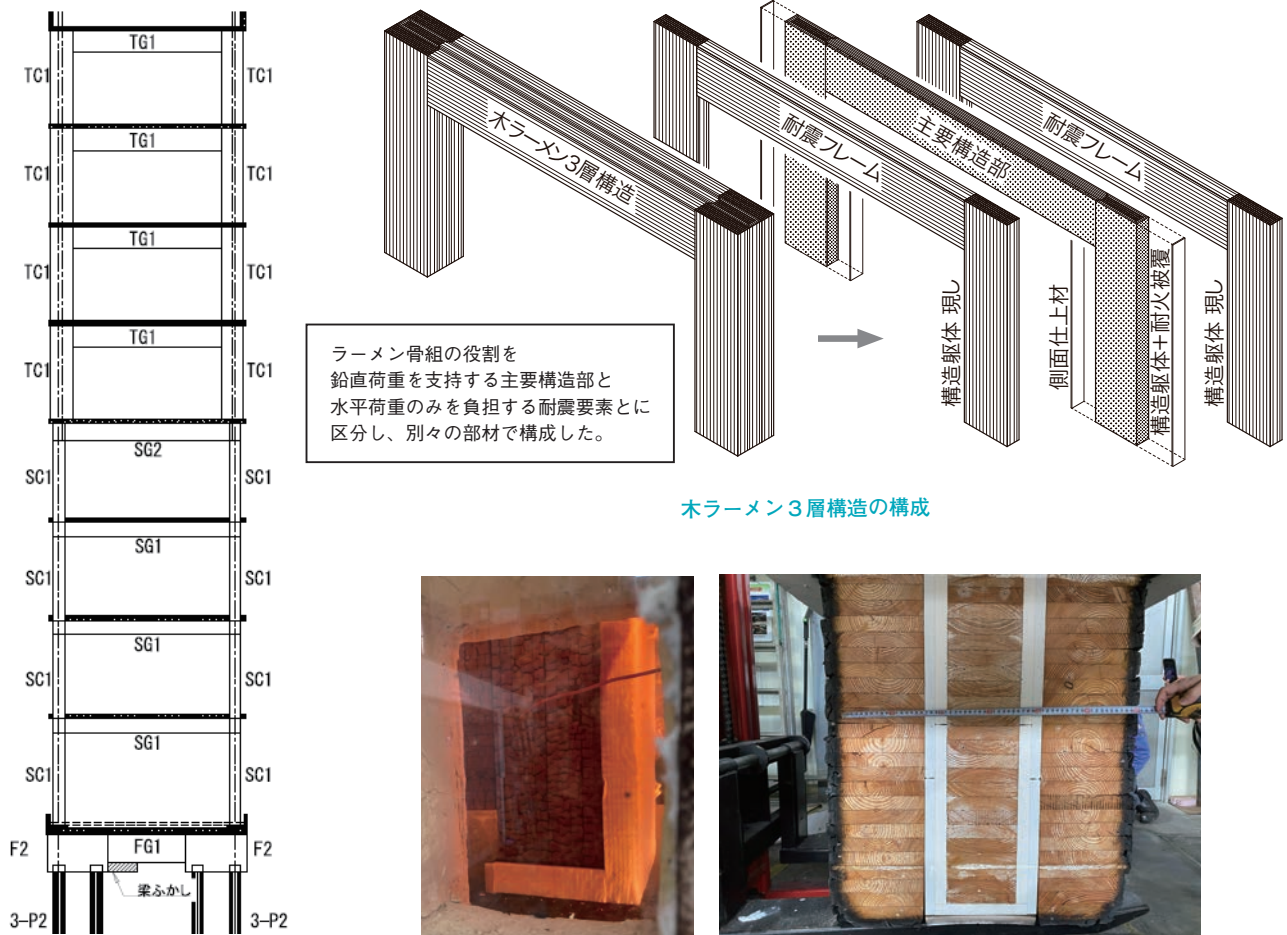 TG1
TC1 TC1
TG1
TC1 TC1
TG1
TC1 TC1
TG1
TC1 TC1
SG2
SC1 SC1
SG1
SC1 SC1
SG1
SC1 SC1
SG1
SC1 SC1
F2 FG1 F2
梁ふかし
3-P2 3-P2
木ラーメン3層構造
耐震フレーム
主要構造部
耐震フレーム
構造躯体 現し
側面仕上材
構造躯体＋耐火被覆
構造躯体 現し
ラーメン骨組の役割を
鉛直荷重を支持する主要構造部と
水平荷重のみを負担する耐震要素とに
区分し、別々の部材で構成した。
木ラーメン３層構造の構成